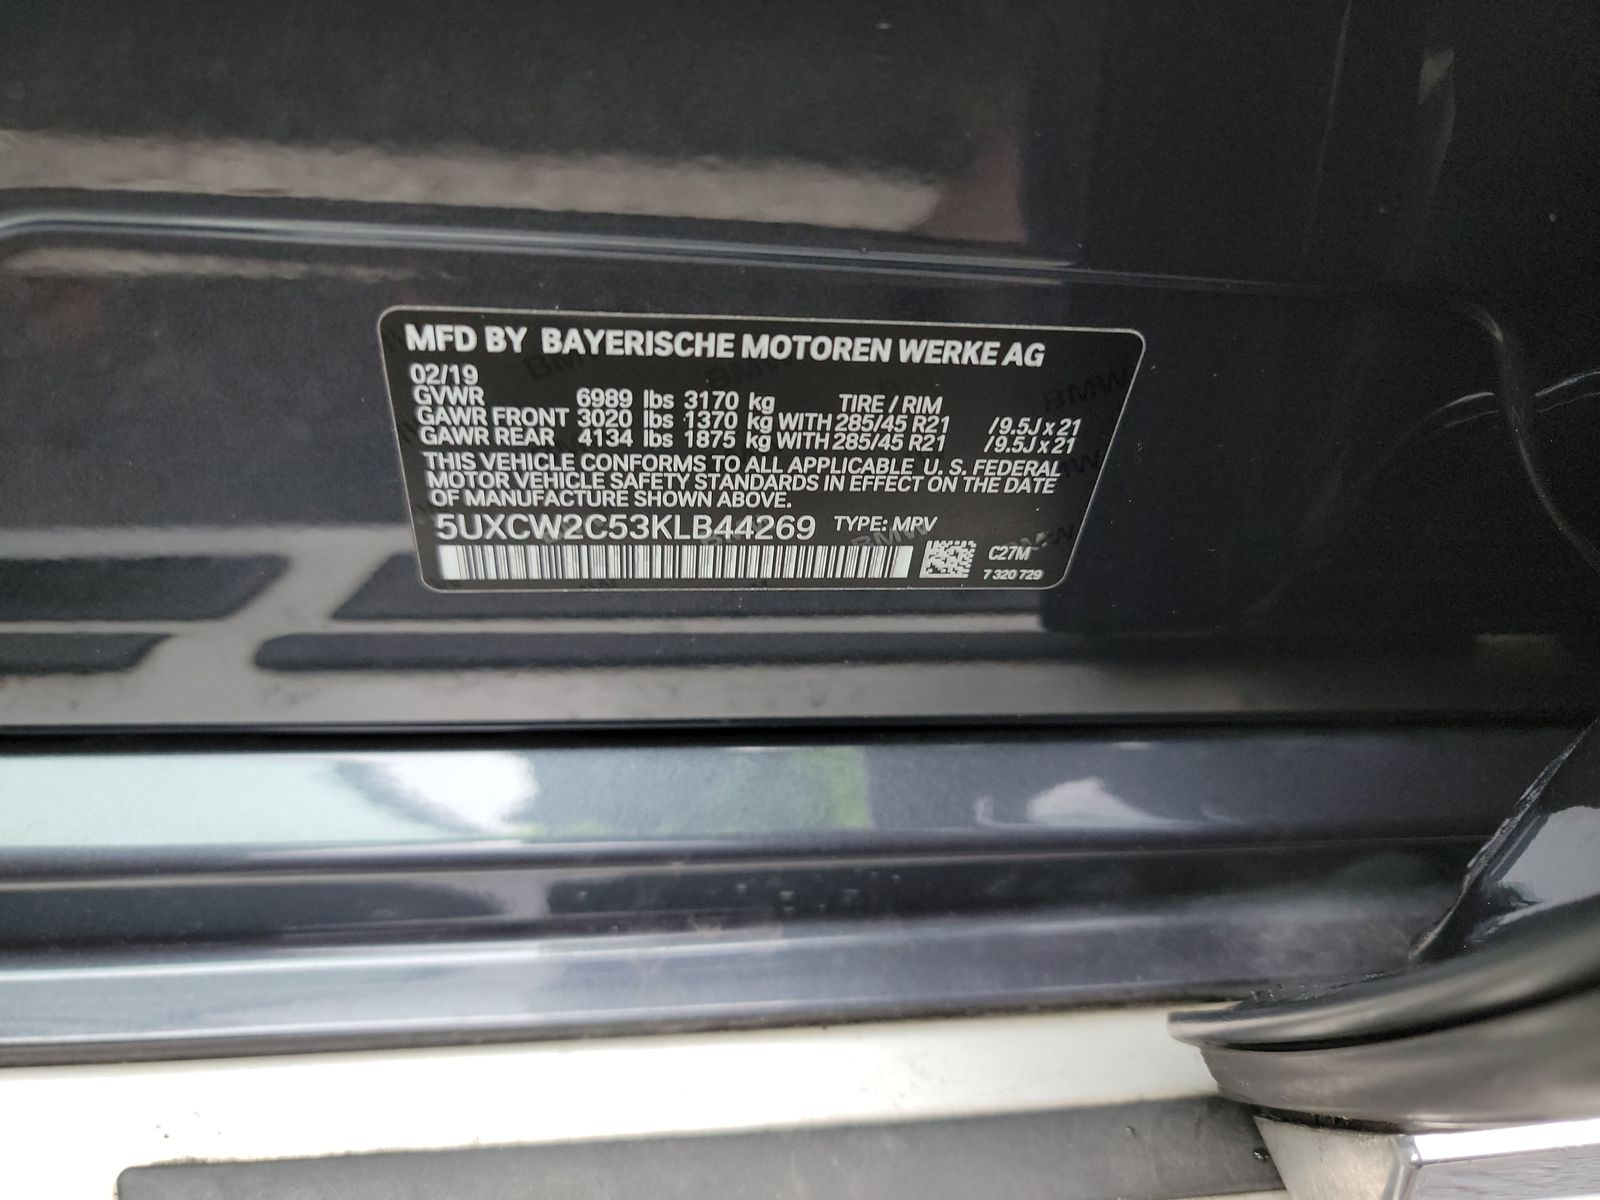 MFD BY BAYERISCHE MOTOREN WERKE AG
02/19
GVWR 6989 lbs 3170 kg TIRE / RIM
GAWR FRONT 3020 lbs 1370 kg WITH 285/45 R21 /9.5J x 21
GAWR REAR 4134 lbs 1875 kg WITH 285/45 R21 /9.5J x 21
THIS VEHICLE CONFORMS TO ALL APPLICABLE U. S. FEDERAL
MOTOR VEHICLE SAFETY STANDARDS IN EFFECT ON THE DATE
OF MANUFACTURE SHOWN ABOVE.
5UXCW2C53KLB44269 TYPE: MPV
C27M
7 320 729